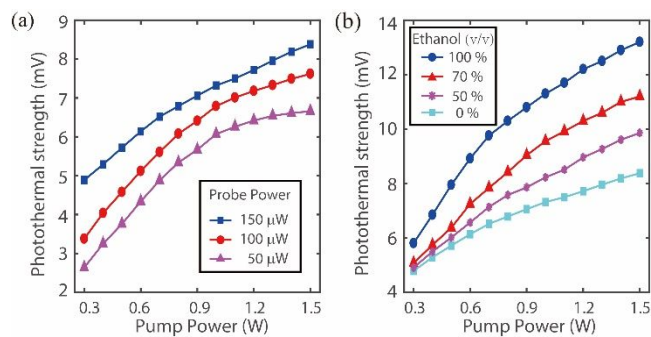 (a)
9
8
7
6
5
4
3
2
Photothermal strength (mV)
Probe Power
150 µW
100 µW
50 µW
0.3 0.6 0.9 1.2 1.5
Pump Power (W)
(b)
14
12
10
8
6
4
Photothermal strength (mV)
Ethanol (v/v)
100 %
70 %
50 %
0 %
0.3 0.6 0.9 1.2 1.5
Pump Power (W)